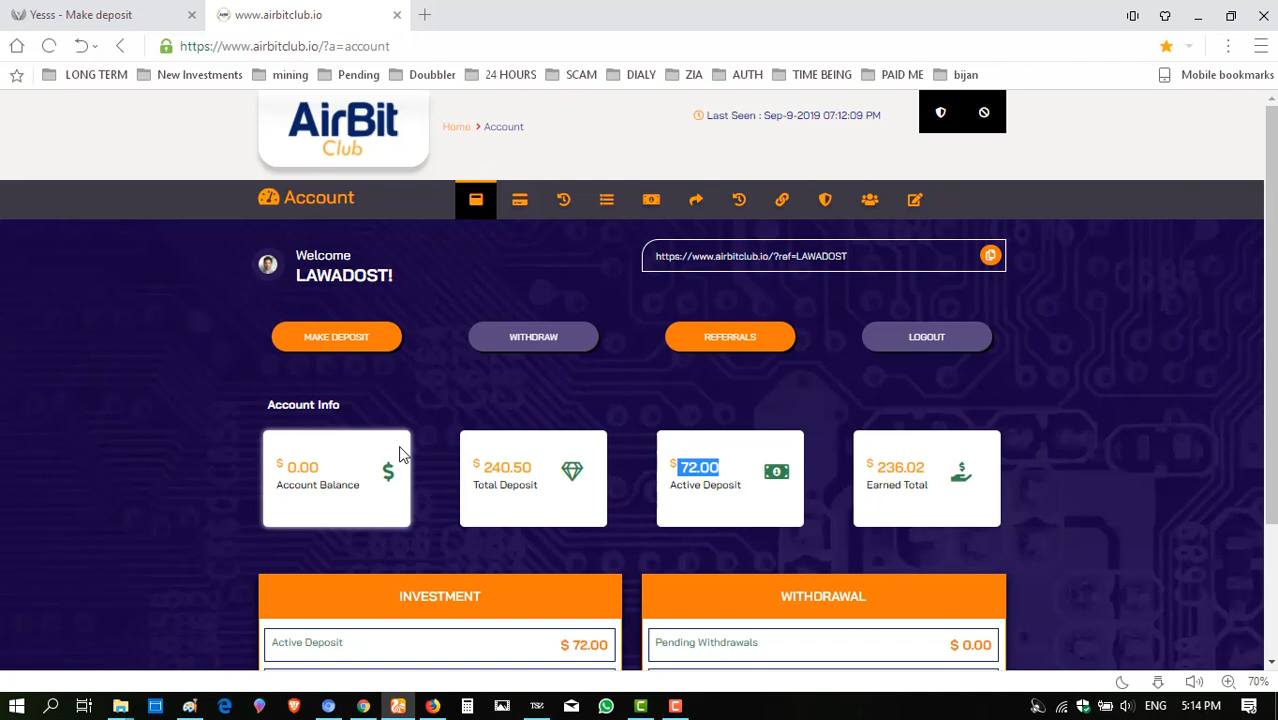 Yesss - Make deposit
www.airbitclub.io
https://www.airbitclub.io/?a=account
LONG TERM New Investments mining Pending Doubbler 24 HOURS SCAM DIALY ZIA AUTH TIME BEING PAID ME bijan Mobile bookmarks
AirBit
Club
Home > Account
Last Seen : Sep-9-2019 07:12:09 PM
Account
Welcome
LAWADOST!
https://www.airbitclub.io/?ref=LAWADOST
MAKE DEPOSIT WITHDRAW REFERRALS LOGOUT
Account Info
$ 0.00
Account Balance
$ 240.50
Total Deposit
$ 72.00
Active Deposit
$ 236.02
Earned Total
INVESTMENT
Active Deposit $ 72.00
WITHDRAWAL
Pending Withdrawals $ 0.00
70%
ENG 5:14 PM